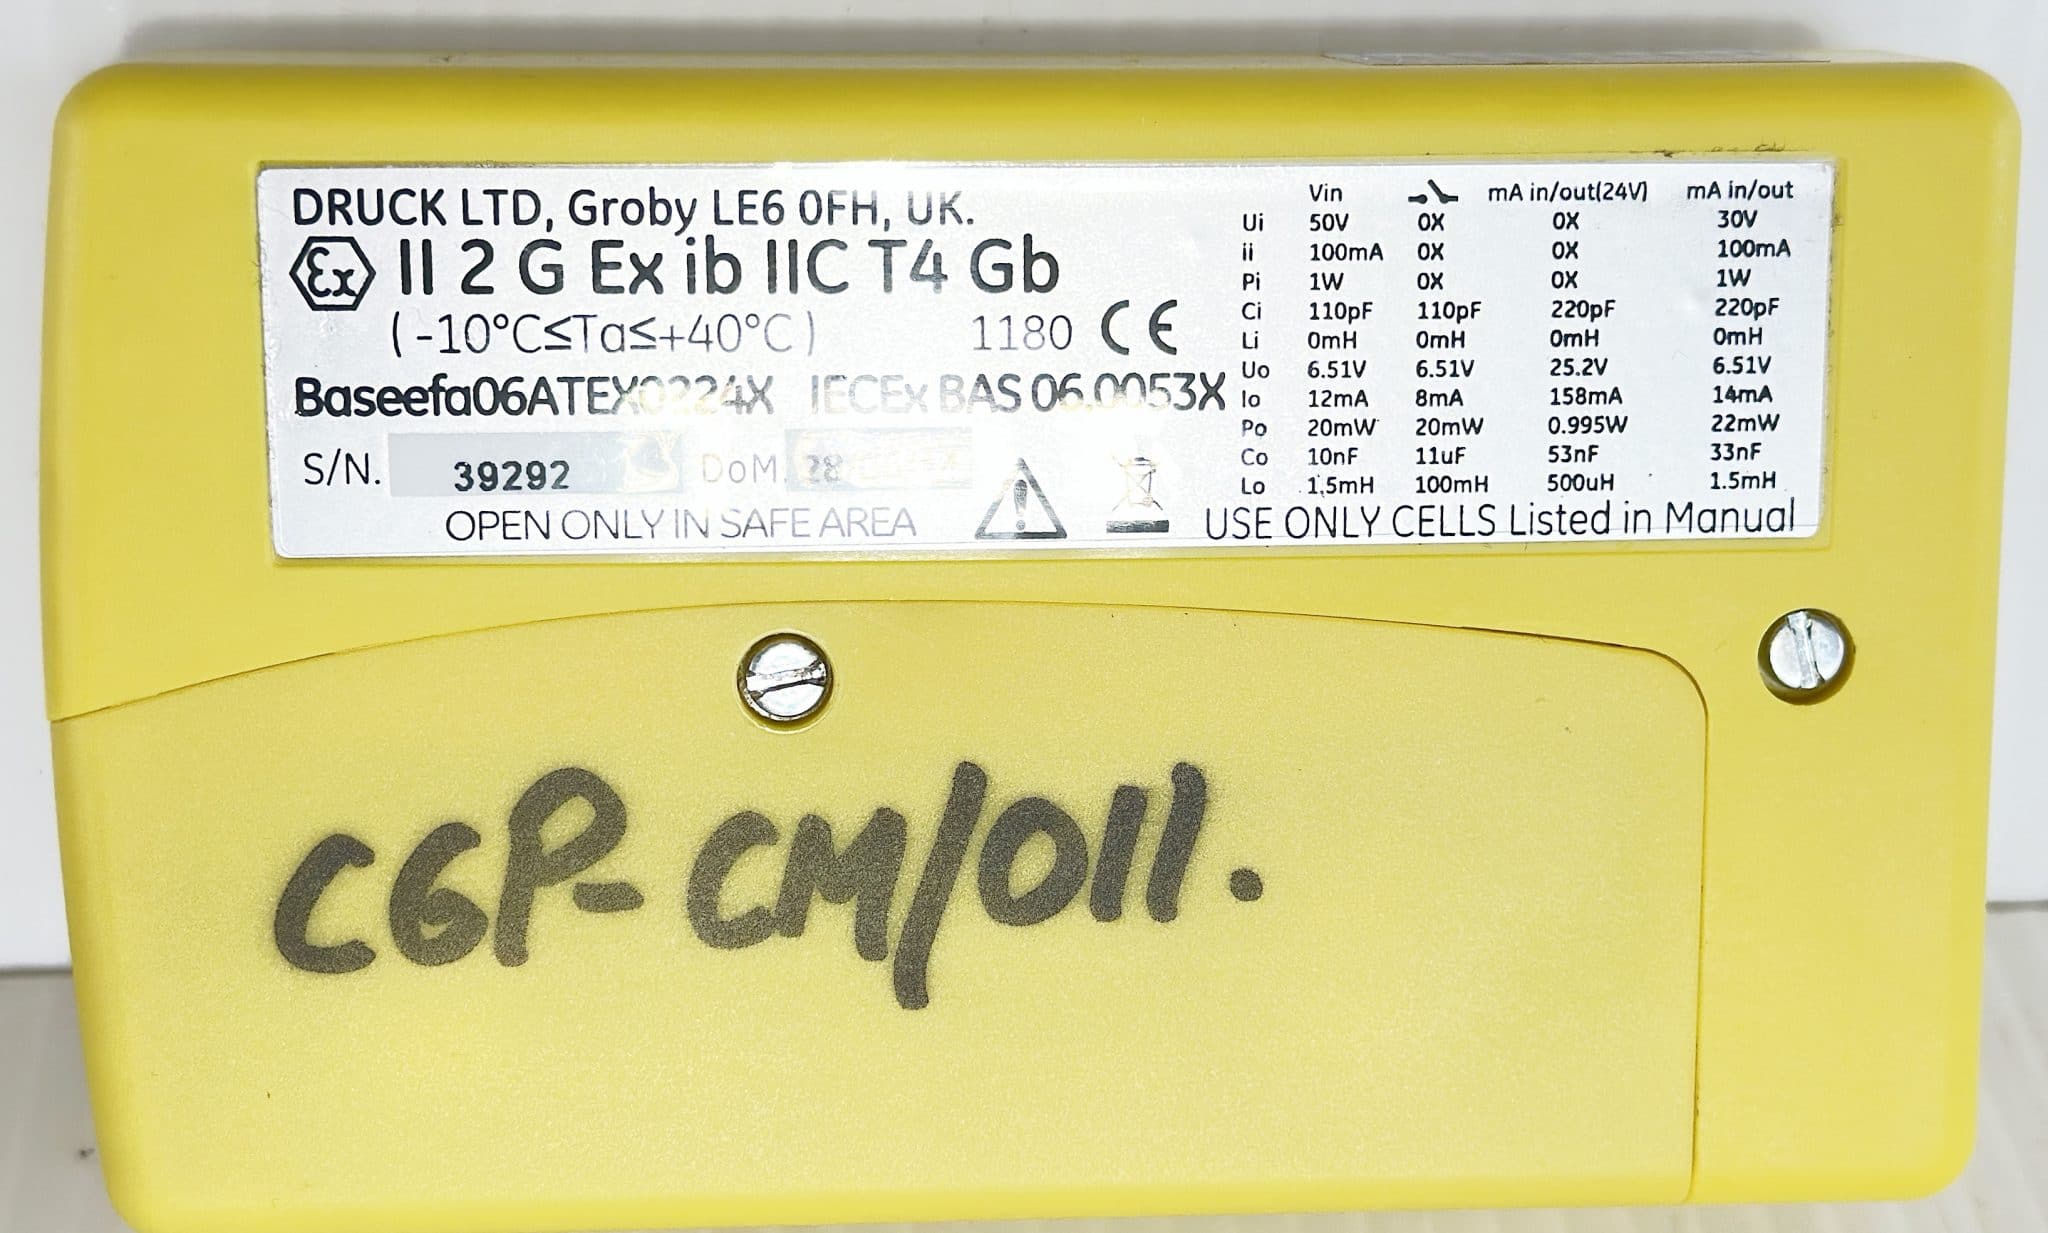 DRUCK LTD, Groby LE6 0FH, UK.
Ex II 2 G Ex ib IIC T4 Gb
(-10°C≤Ta≤+40°C) 1180 CE
Baseefa06ATEX0224X IECEx BAS 06.0053X
S/N. 39292 DoM. 28
OPEN ONLY IN SAFE AREA
Vin mA in/out(24V) mA in/out
Ui 50V 0X 0X 30V
Ii 100mA 0X 0X 100mA
Pi 1W 0X 0X 1W
Ci 110pF 110pF 220pF 220pF
Li 0mH 0mH 0mH 0mH
Uo 6.51V 6.51V 25.2V 6.51V
Io 12mA 8mA 158mA 14mA
Po 20mW 20mW 0.995W 22mW
Co 10nF 11uF 53nF 33nF
Lo 1.5mH 100mH 500uH 1.5mH
USE ONLY CELLS Listed in Manual
CGP-CM/011.